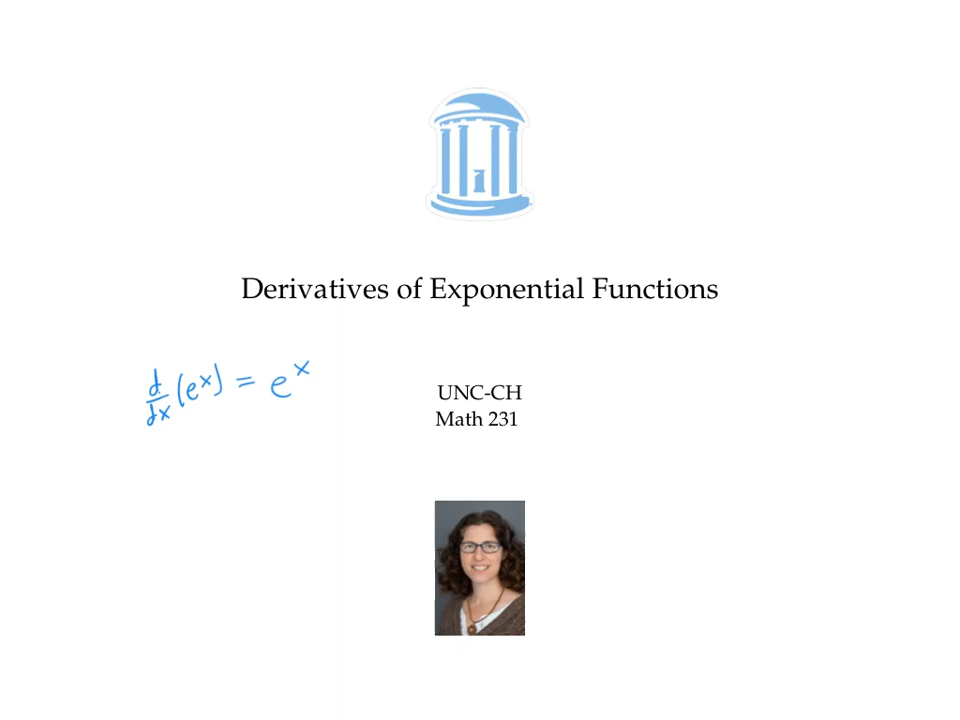 Derivatives of Exponential Functions
d/dx (e^x) = e^x
UNC-CH
Math 231